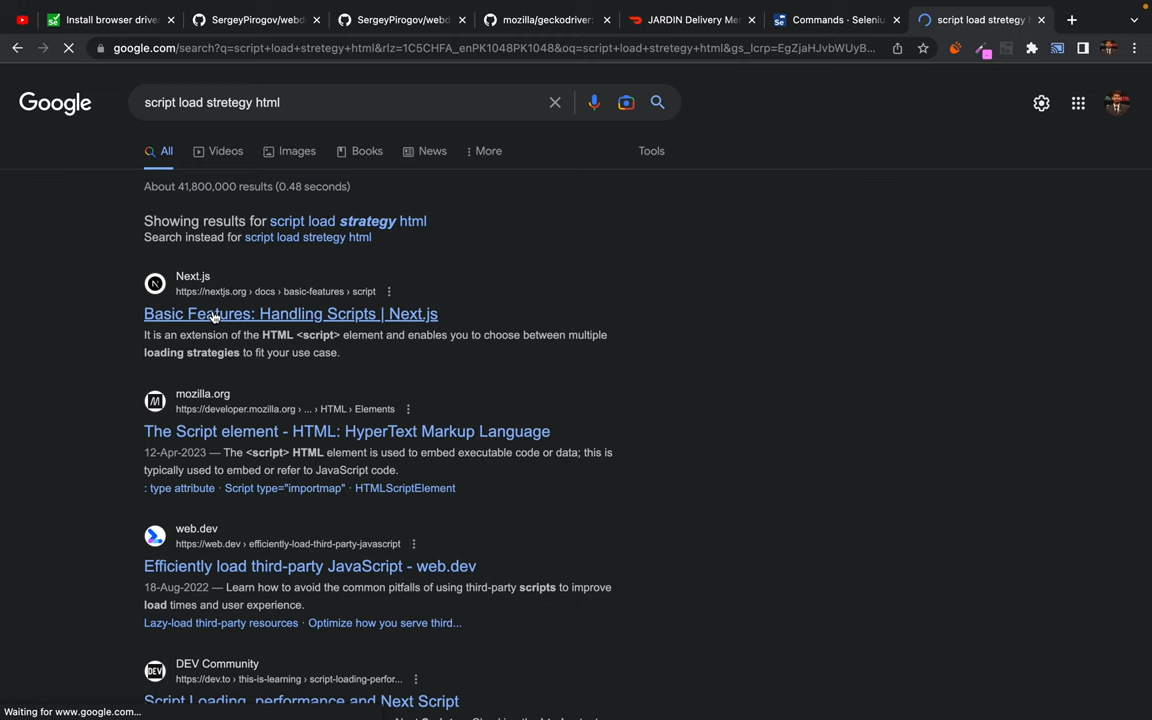 Install browser drive
SergeyPirogov/webd
SergeyPirogov/webd
mozilla/geckodriver:
JARDIN Delivery Me
Commands - Seleniu
script load stretegy
google.com/search?q=script+load+stretegy+html&rlz=1C5CHFA_enPK1048PK1048&oq=script+load+stretegy+html&gs_lcrp=EgZjaHJvbWUyB...
Google
script load stretegy html
All
Videos
Images
Books
News
More
Tools
About 41,800,000 results (0.48 seconds)
Showing results for script load strategy html
Search instead for script load stretegy html
Next.js
https://nextjs.org › docs › basic-features › script
Basic Features: Handling Scripts | Next.js
It is an extension of the HTML <script> element and enables you to choose between multiple
loading strategies to fit your use case.
mozilla.org
https://developer.mozilla.org › ... › HTML › Elements
The Script element - HTML: HyperText Markup Language
12-Apr-2023 — The <script> HTML element is used to embed executable code or data; this is
typically used to embed or refer to JavaScript code.
: type attribute · Script type="importmap" · HTMLScriptElement
web.dev
https://web.dev › efficiently-load-third-party-javascript
Efficiently load third-party JavaScript - web.dev
18-Aug-2022 — Learn how to avoid the common pitfalls of using third-party scripts to improve
load times and user experience.
Lazy-load third-party resources · Optimize how you serve third...
DEV Community
https://dev.to › this-is-learning › script-loading-perfor...
Script Loading, performance and Next Script
Waiting for www.google.com...